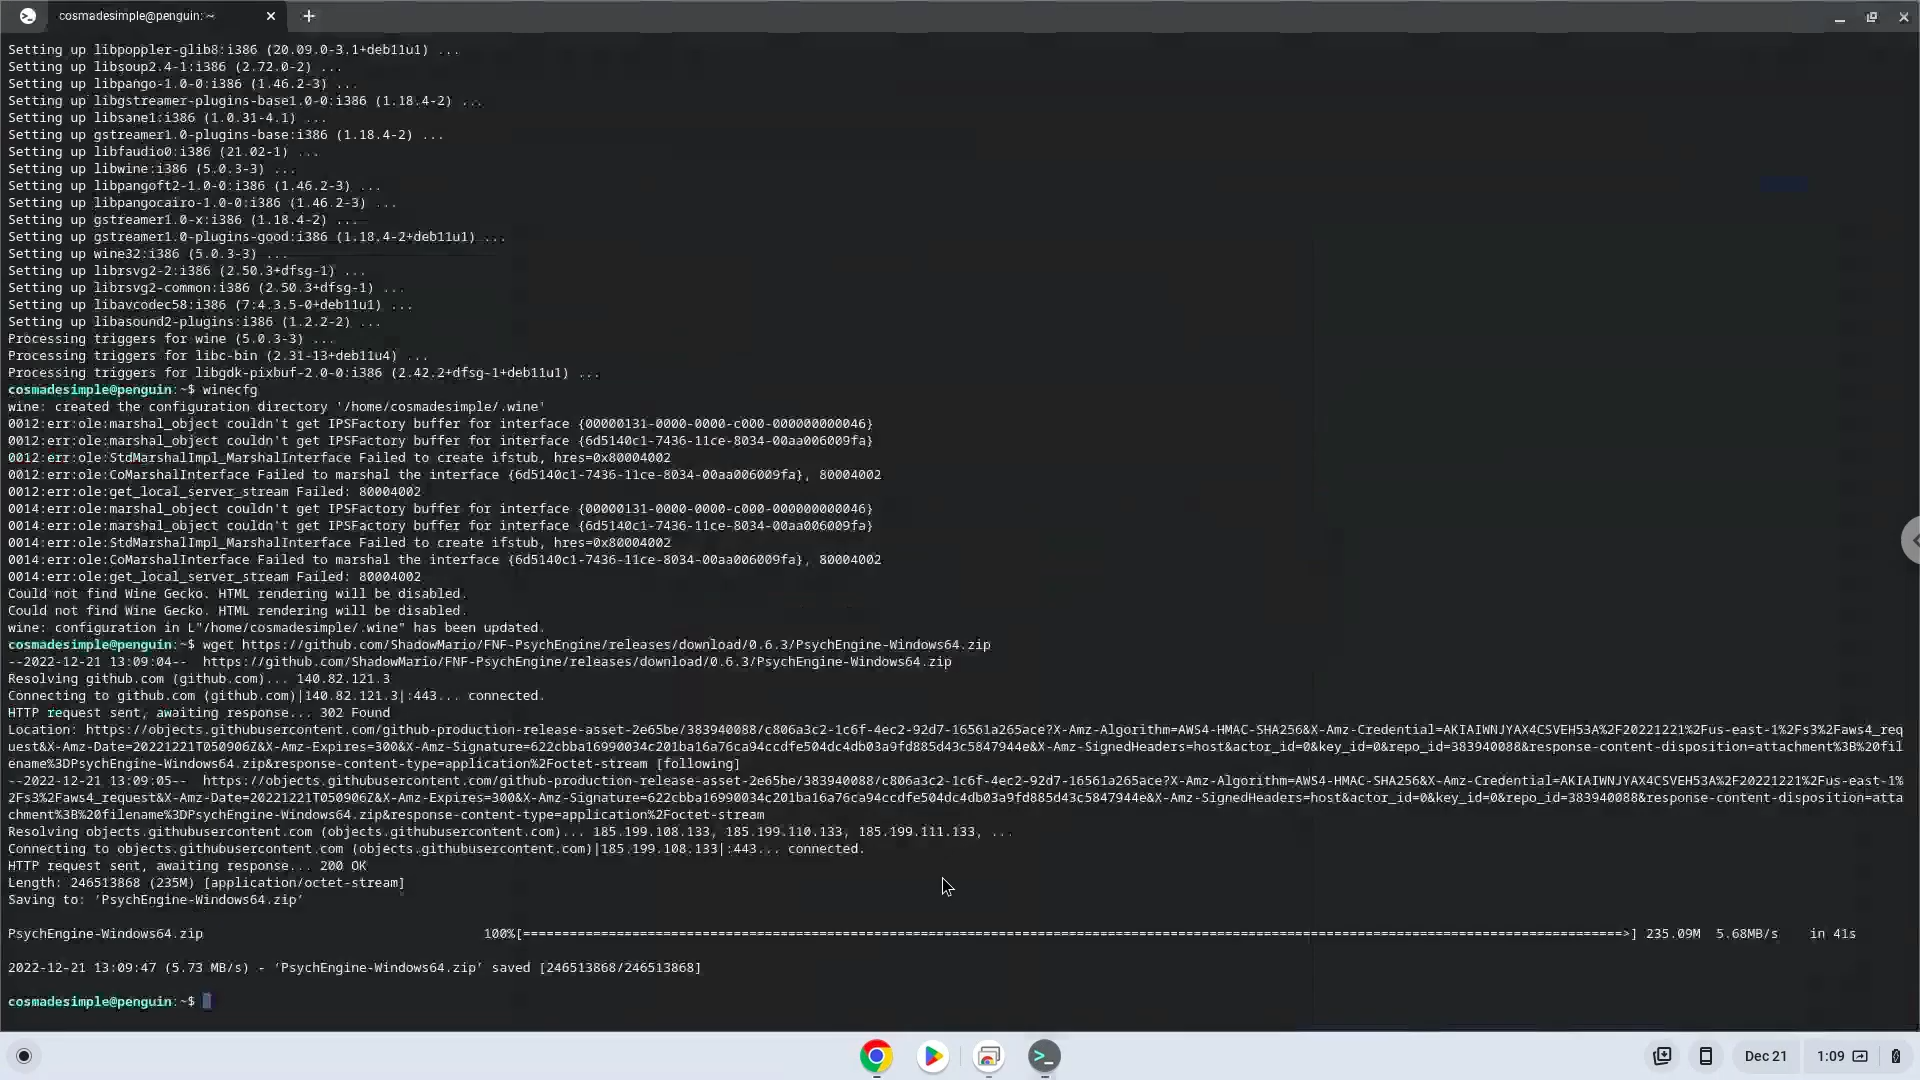 cosmadesimple@penguin: ~
Setting up libpoppler-glib8:i386 (20.09.0-3.1+deb11u1) ...
Setting up libsoup2.4-1:i386 (2.72.0-2) ...
Setting up libpango-1.0-0:i386 (1.46.2-3) ...
Setting up libgstreamer-plugins-base1.0-0:i386 (1.18.4-2) ...
Setting up libsane1:i386 (1.0.31-4.1) ...
Setting up gstreamer1.0-plugins-base:i386 (1.18.4-2) ...
Setting up libfaudio0:i386 (21.02-1) ...
Setting up libwine:i386 (5.0.3-3) ...
Setting up libpangoft2-1.0-0:i386 (1.46.2-3) ...
Setting up libpangocairo-1.0-0:i386 (1.46.2-3) ...
Setting up gstreamer1.0-x:i386 (1.18.4-2) ...
Setting up gstreamer1.0-plugins-good:i386 (1.18.4-2+deb11u1) ...
Setting up wine32:i386 (5.0.3-3) ...
Setting up librsvg2-2:i386 (2.50.3+dfsg-1) ...
Setting up librsvg2-common:i386 (2.50.3+dfsg-1) ...
Setting up libavcodec58:i386 (7:4.3.5-0+deb11u1) ...
Setting up libasound2-plugins:i386 (1.2.2-2) ...
Processing triggers for wine (5.0.3-3) ...
Processing triggers for libc-bin (2.31-13+deb11u4) ...
Processing triggers for libgdk-pixbuf-2.0-0:i386 (2.42.2+dfsg-1+deb11u1) ...
cosmadesimple@penguin:~$ winecfg
wine: created the configuration directory '/home/cosmadesimple/.wine'
0012:err:ole:marshal_object couldn't get IPSFactory buffer for interface {00000131-0000-0000-c000-000000000046}
0012:err:ole:marshal_object couldn't get IPSFactory buffer for interface {6d5140c1-7436-11ce-8034-00aa006009fa}
0012:err:ole:StdMarshalImpl_MarshalInterface Failed to create ifstub, hres=0x80004002
0012:err:ole:CoMarshalInterface Failed to marshal the interface {6d5140c1-7436-11ce-8034-00aa006009fa}, 80004002
0012:err:ole:get_local_server_stream Failed: 80004002
0014:err:ole:marshal_object couldn't get IPSFactory buffer for interface {00000131-0000-0000-c000-000000000046}
0014:err:ole:marshal_object couldn't get IPSFactory buffer for interface {6d5140c1-7436-11ce-8034-00aa006009fa}
0014:err:ole:StdMarshalImpl_MarshalInterface Failed to create ifstub, hres=0x80004002
0014:err:ole:CoMarshalInterface Failed to marshal the interface {6d5140c1-7436-11ce-8034-00aa006009fa}, 80004002
0014:err:ole:get_local_server_stream Failed: 80004002
Could not find Wine Gecko. HTML rendering will be disabled.
Could not find Wine Gecko. HTML rendering will be disabled.
wine: configuration in L"/home/cosmadesimple/.wine" has been updated.
cosmadesimple@penguin:~$ wget https://github.com/ShadowMario/FNF-PsychEngine/releases/download/0.6.3/PsychEngine-Windows64.zip
--2022-12-21 13:09:04--  https://github.com/ShadowMario/FNF-PsychEngine/releases/download/0.6.3/PsychEngine-Windows64.zip
Resolving github.com (github.com)... 140.82.121.3
Connecting to github.com (github.com)|140.82.121.3|:443... connected.
HTTP request sent, awaiting response... 302 Found
Location: https://objects.githubusercontent.com/github-production-release-asset-2e65be/383940088/c806a3c2-1c6f-4ec2-92d7-16561a265ace?X-Amz-Algorithm=AWS4-HMAC-SHA256&X-Amz-Credential=AKIAIWNJYAX4CSVEH53A%2F20221221%2Fus-east-1%2Fs3%2Faws4_req
uest&X-Amz-Date=20221221T050906Z&X-Amz-Expires=300&X-Amz-Signature=622cbba16990034c201ba16a76ca94ccdfe504dc4db03a9fd885d43c5847944e&X-Amz-SignedHeaders=host&actor_id=0&key_id=0&repo_id=383940088&response-content-disposition=attachment%3B%20fil
ename%3DPsychEngine-Windows64.zip&response-content-type=application%2Foctet-stream [following]
--2022-12-21 13:09:05--  https://objects.githubusercontent.com/github-production-release-asset-2e65be/383940088/c806a3c2-1c6f-4ec2-92d7-16561a265ace?X-Amz-Algorithm=AWS4-HMAC-SHA256&X-Amz-Credential=AKIAIWNJYAX4CSVEH53A%2F20221221%2Fus-east-1%
2Fs3%2Faws4_request&X-Amz-Date=20221221T050906Z&X-Amz-Expires=300&X-Amz-Signature=622cbba16990034c201ba16a76ca94ccdfe504dc4db03a9fd885d43c5847944e&X-Amz-SignedHeaders=host&actor_id=0&key_id=0&repo_id=383940088&response-content-disposition=atta
chment%3B%20filename%3DPsychEngine-Windows64.zip&response-content-type=application%2Foctet-stream
Resolving objects.githubusercontent.com (objects.githubusercontent.com)... 185.199.108.133, 185.199.110.133, 185.199.111.133, ...
Connecting to objects.githubusercontent.com (objects.githubusercontent.com)|185.199.108.133|:443... connected.
HTTP request sent, awaiting response... 200 OK
Length: 246513868 (235M) [application/octet-stream]
Saving to: ‘PsychEngine-Windows64.zip’
PsychEngine-Windows64.zip 100%[============================================================================================================================================>] 235.09M 5.68MB/s in 41s
2022-12-21 13:09:47 (5.73 MB/s) - ‘PsychEngine-Windows64.zip’ saved [246513868/246513868]
cosmadesimple@penguin:~$
Dec 21 1:09